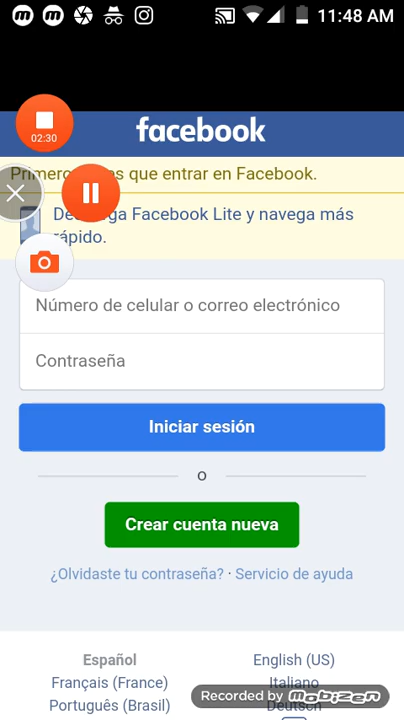 11:48 AM
02:30
facebook
Primero que entrar en Facebook.
Facebook Lite y navega más
rápido.
Número de celular o correo electrónico
Contraseña
Iniciar sesión
o
Crear cuenta nueva
¿Olvidaste tu contraseña? · Servicio de ayuda
Español English (US)
Français (France) Italiano
Português (Brasil) Deutsch
Recorded by mobizen